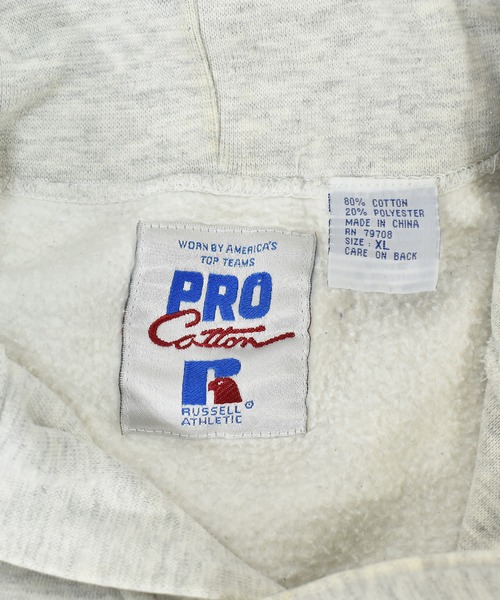 WORN BY AMERICA'S
TOP TEAMS
PRO
Cotton
R
RUSSELL
ATHLETIC
80% COTTON
20% POLYESTER
MADE IN CHINA
RN 79708
SIZE: XL
CARE ON BACK